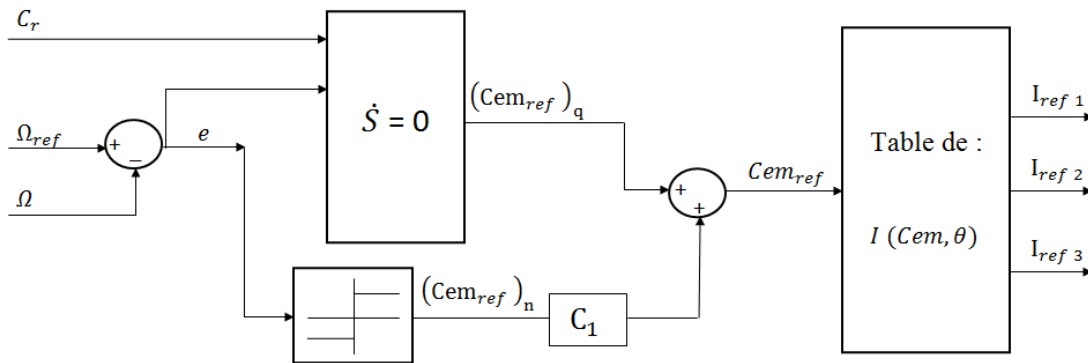 C_r
Ω_ref
Ω
+
−
e
Ṡ = 0
(Cem_ref)_q
(Cem_ref)_n
C_1
+
+
Cem_ref
Table de :
I (Cem, θ)
I_ref 1
I_ref 2
I_ref 3